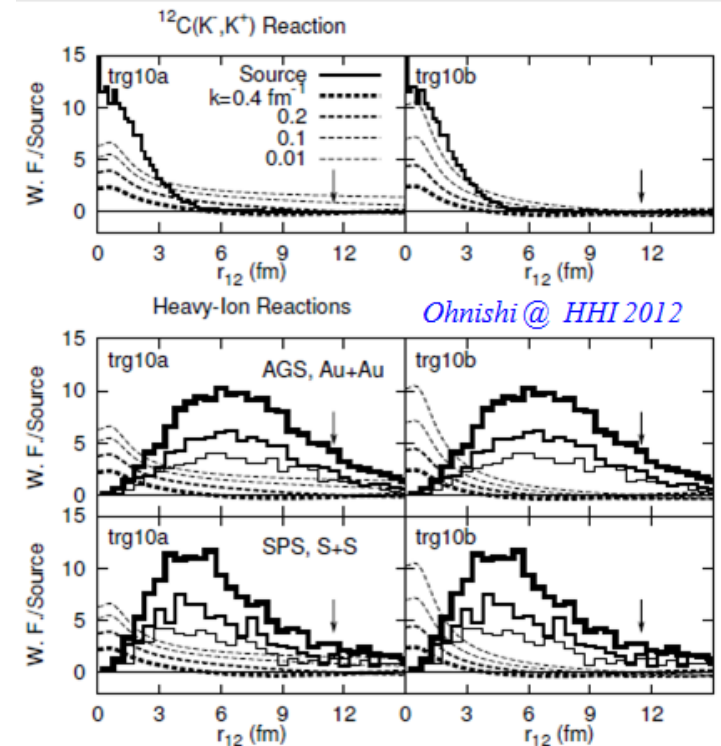 ¹²C(K⁻,K⁺) Reaction
15
10
5
0
W. F./Source
trg10a
Source
k=0.4 fm⁻¹
0.2
0.1
0.01
trg10b
0 3 6 9 12
r₁₂ (fm)
0 3 6 9 12
r₁₂ (fm)
Heavy-Ion Reactions
Ohnishi @ HHI 2012
15
10
5
0
W. F./Source
trg10a
AGS, Au+Au
trg10b
10
5
0
W. F./Source
trg10a
SPS, S+S
trg10b
0 3 6 9 12
r₁₂ (fm)
0 3 6 9 12
r₁₂ (fm)